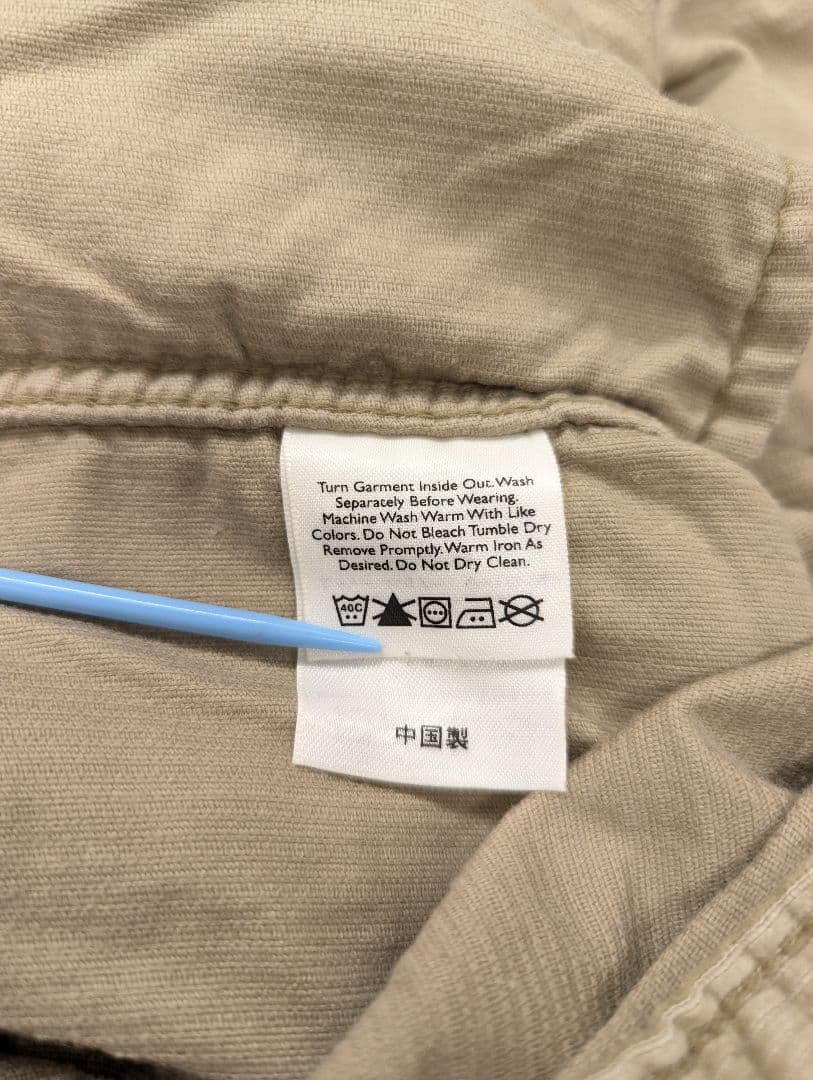 Turn Garment Inside Out. Wash
Separately Before Wearing.
Machine Wash Warm With Like
Colors. Do Not Bleach Tumble Dry
Remove Promptly. Warm Iron As
Desired. Do Not Dry Clean.
40C
中国製